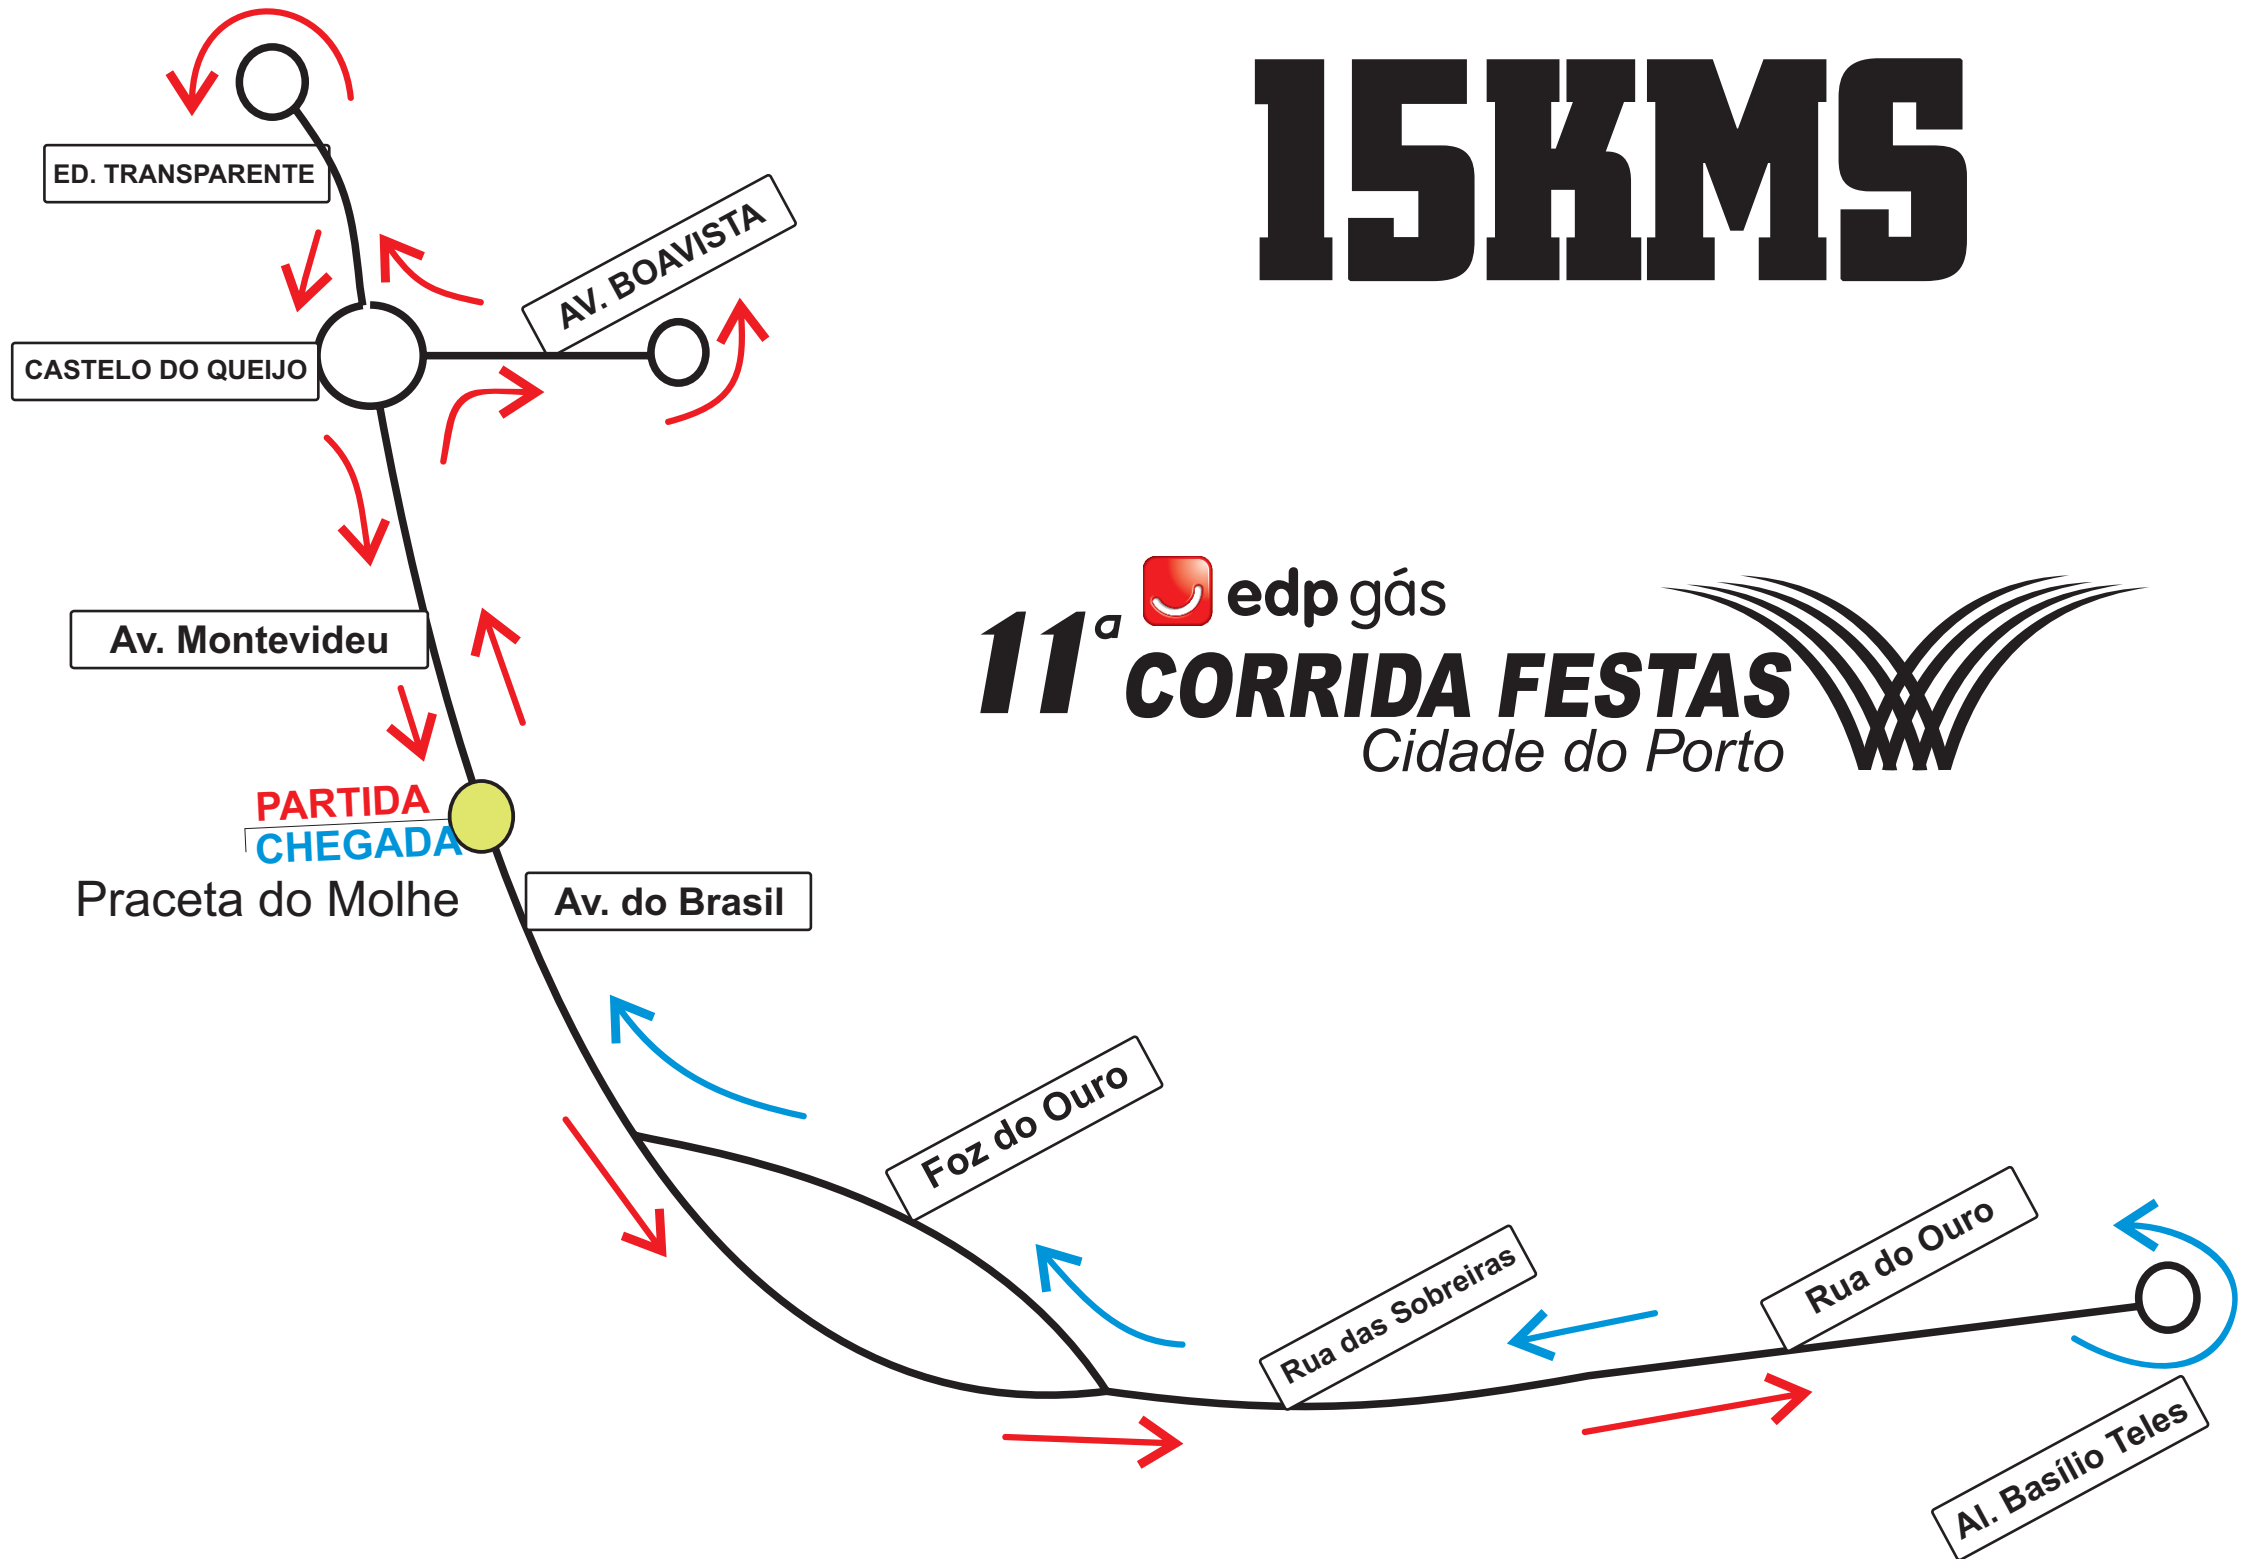 15KMS
ED. TRANSPARENTE
AV. BOAVISTA
CASTELO DO QUEIJO
edp gás
11ª CORRIDA FESTAS
Cidade do Porto
Av. Montevideu
PARTIDA
CHEGADA
Praceta do Molhe
Av. do Brasil
Foz do Ouro
Rua das Sobreiras
Rua do Ouro
Al. Basílio Teles